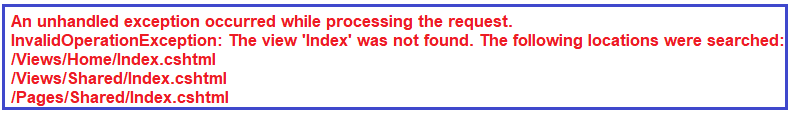 An unhandled exception occurred while processing the request.
InvalidOperationException: The view 'Index' was not found. The following locations were searched:
/Views/Home/Index.cshtml
/Views/Shared/Index.cshtml
/Pages/Shared/Index.cshtml